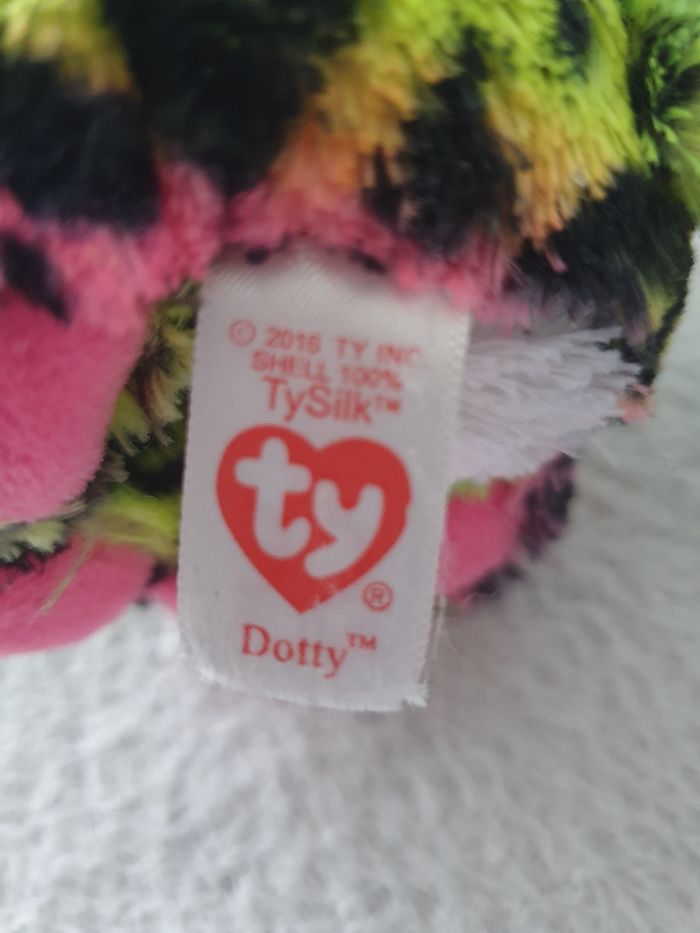 © 2016 TY INC
SHELL 100%
TySilk™
ty
®
Dotty™